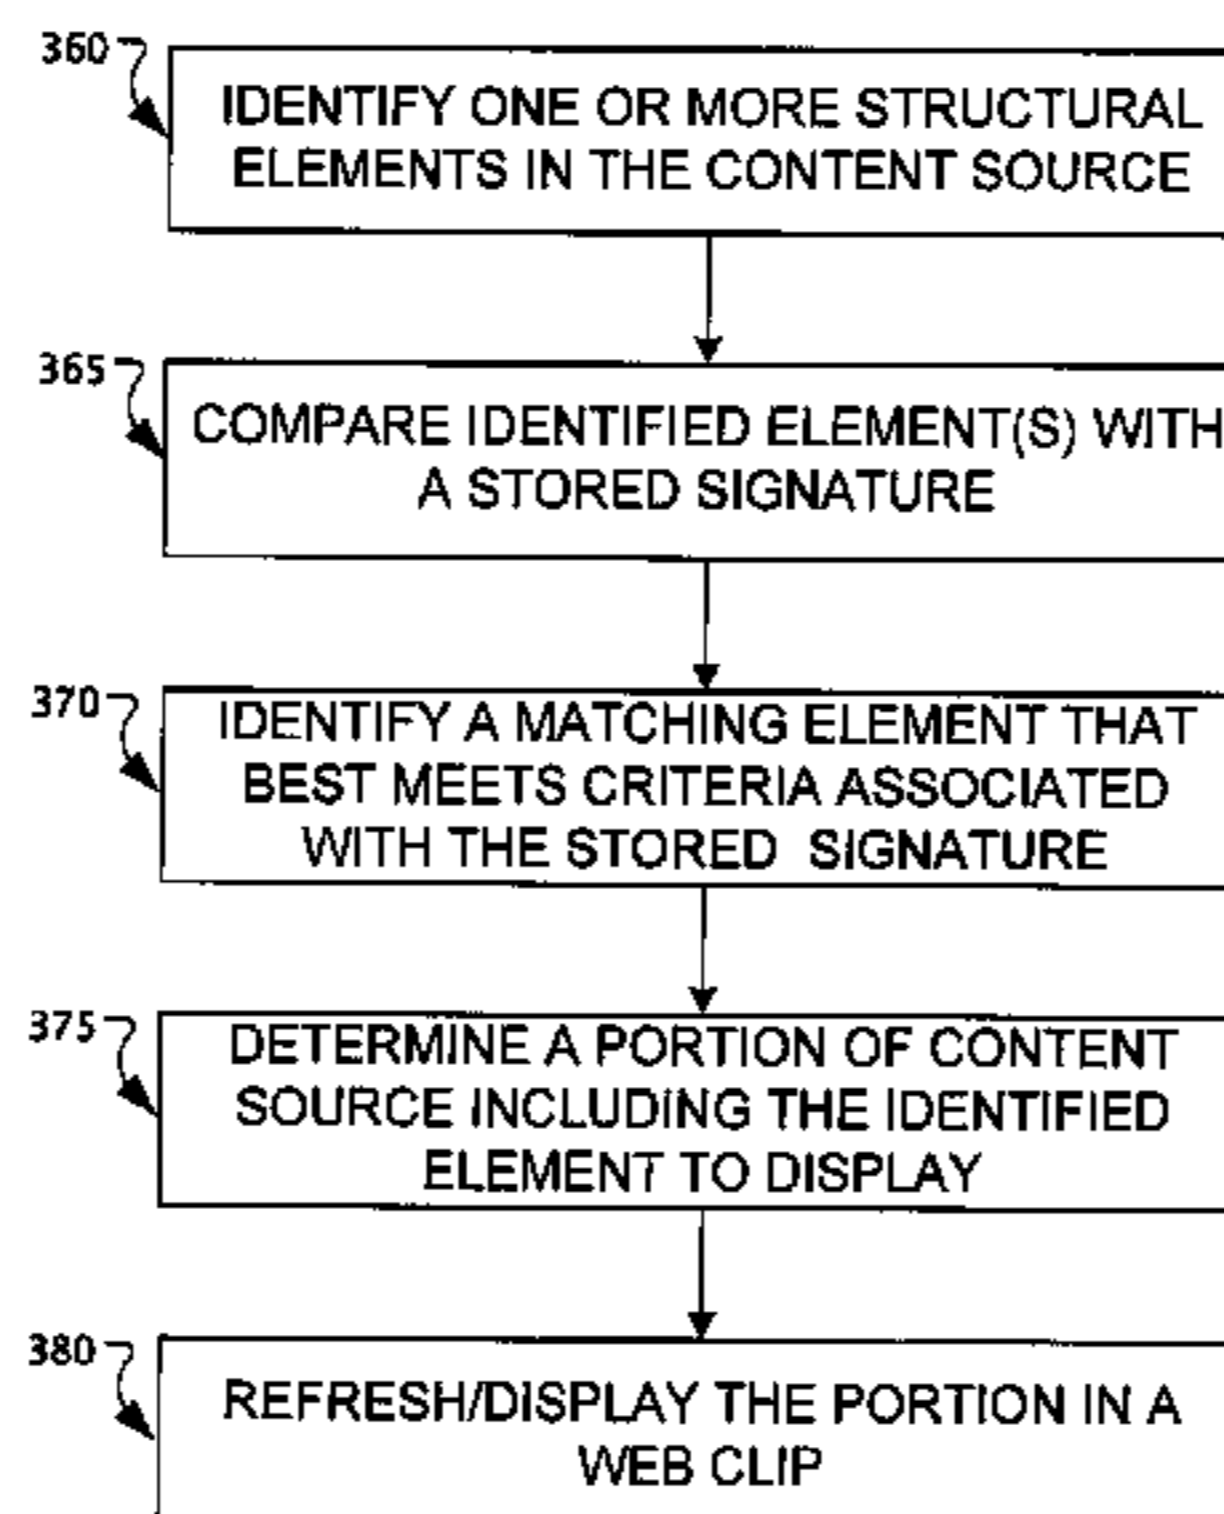 360
IDENTIFY ONE OR MORE STRUCTURAL
ELEMENTS IN THE CONTENT SOURCE
365
COMPARE IDENTIFIED ELEMENT(S) WITH
A STORED SIGNATURE
370
IDENTIFY A MATCHING ELEMENT THAT
BEST MEETS CRITERIA ASSOCIATED
WITH THE STORED SIGNATURE
375
DETERMINE A PORTION OF CONTENT
SOURCE INCLUDING THE IDENTIFIED
ELEMENT TO DISPLAY
380
REFRESH/DISPLAY THE PORTION IN A
WEB CLIP